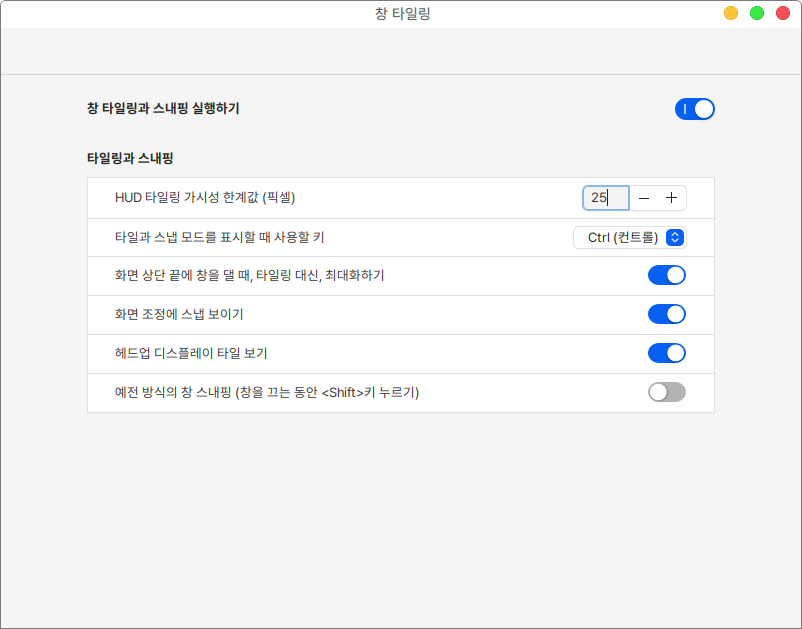 창 타일링
창 타일링과 스내핑 실행하기
타일링과 스내핑
HUD 타일링 가시성 한계값 (픽셀)
25
타일과 스냅 모드를 표시할 때 사용할 키
Ctrl (컨트롤)
화면 상단 끝에 창을 댈 때, 타일링 대신, 최대화하기
화면 조정에 스냅 보이기
헤드업 디스플레이 타일 보기
예전 방식의 창 스내핑 (창을 끄는 동안 <Shift>키 누르기)